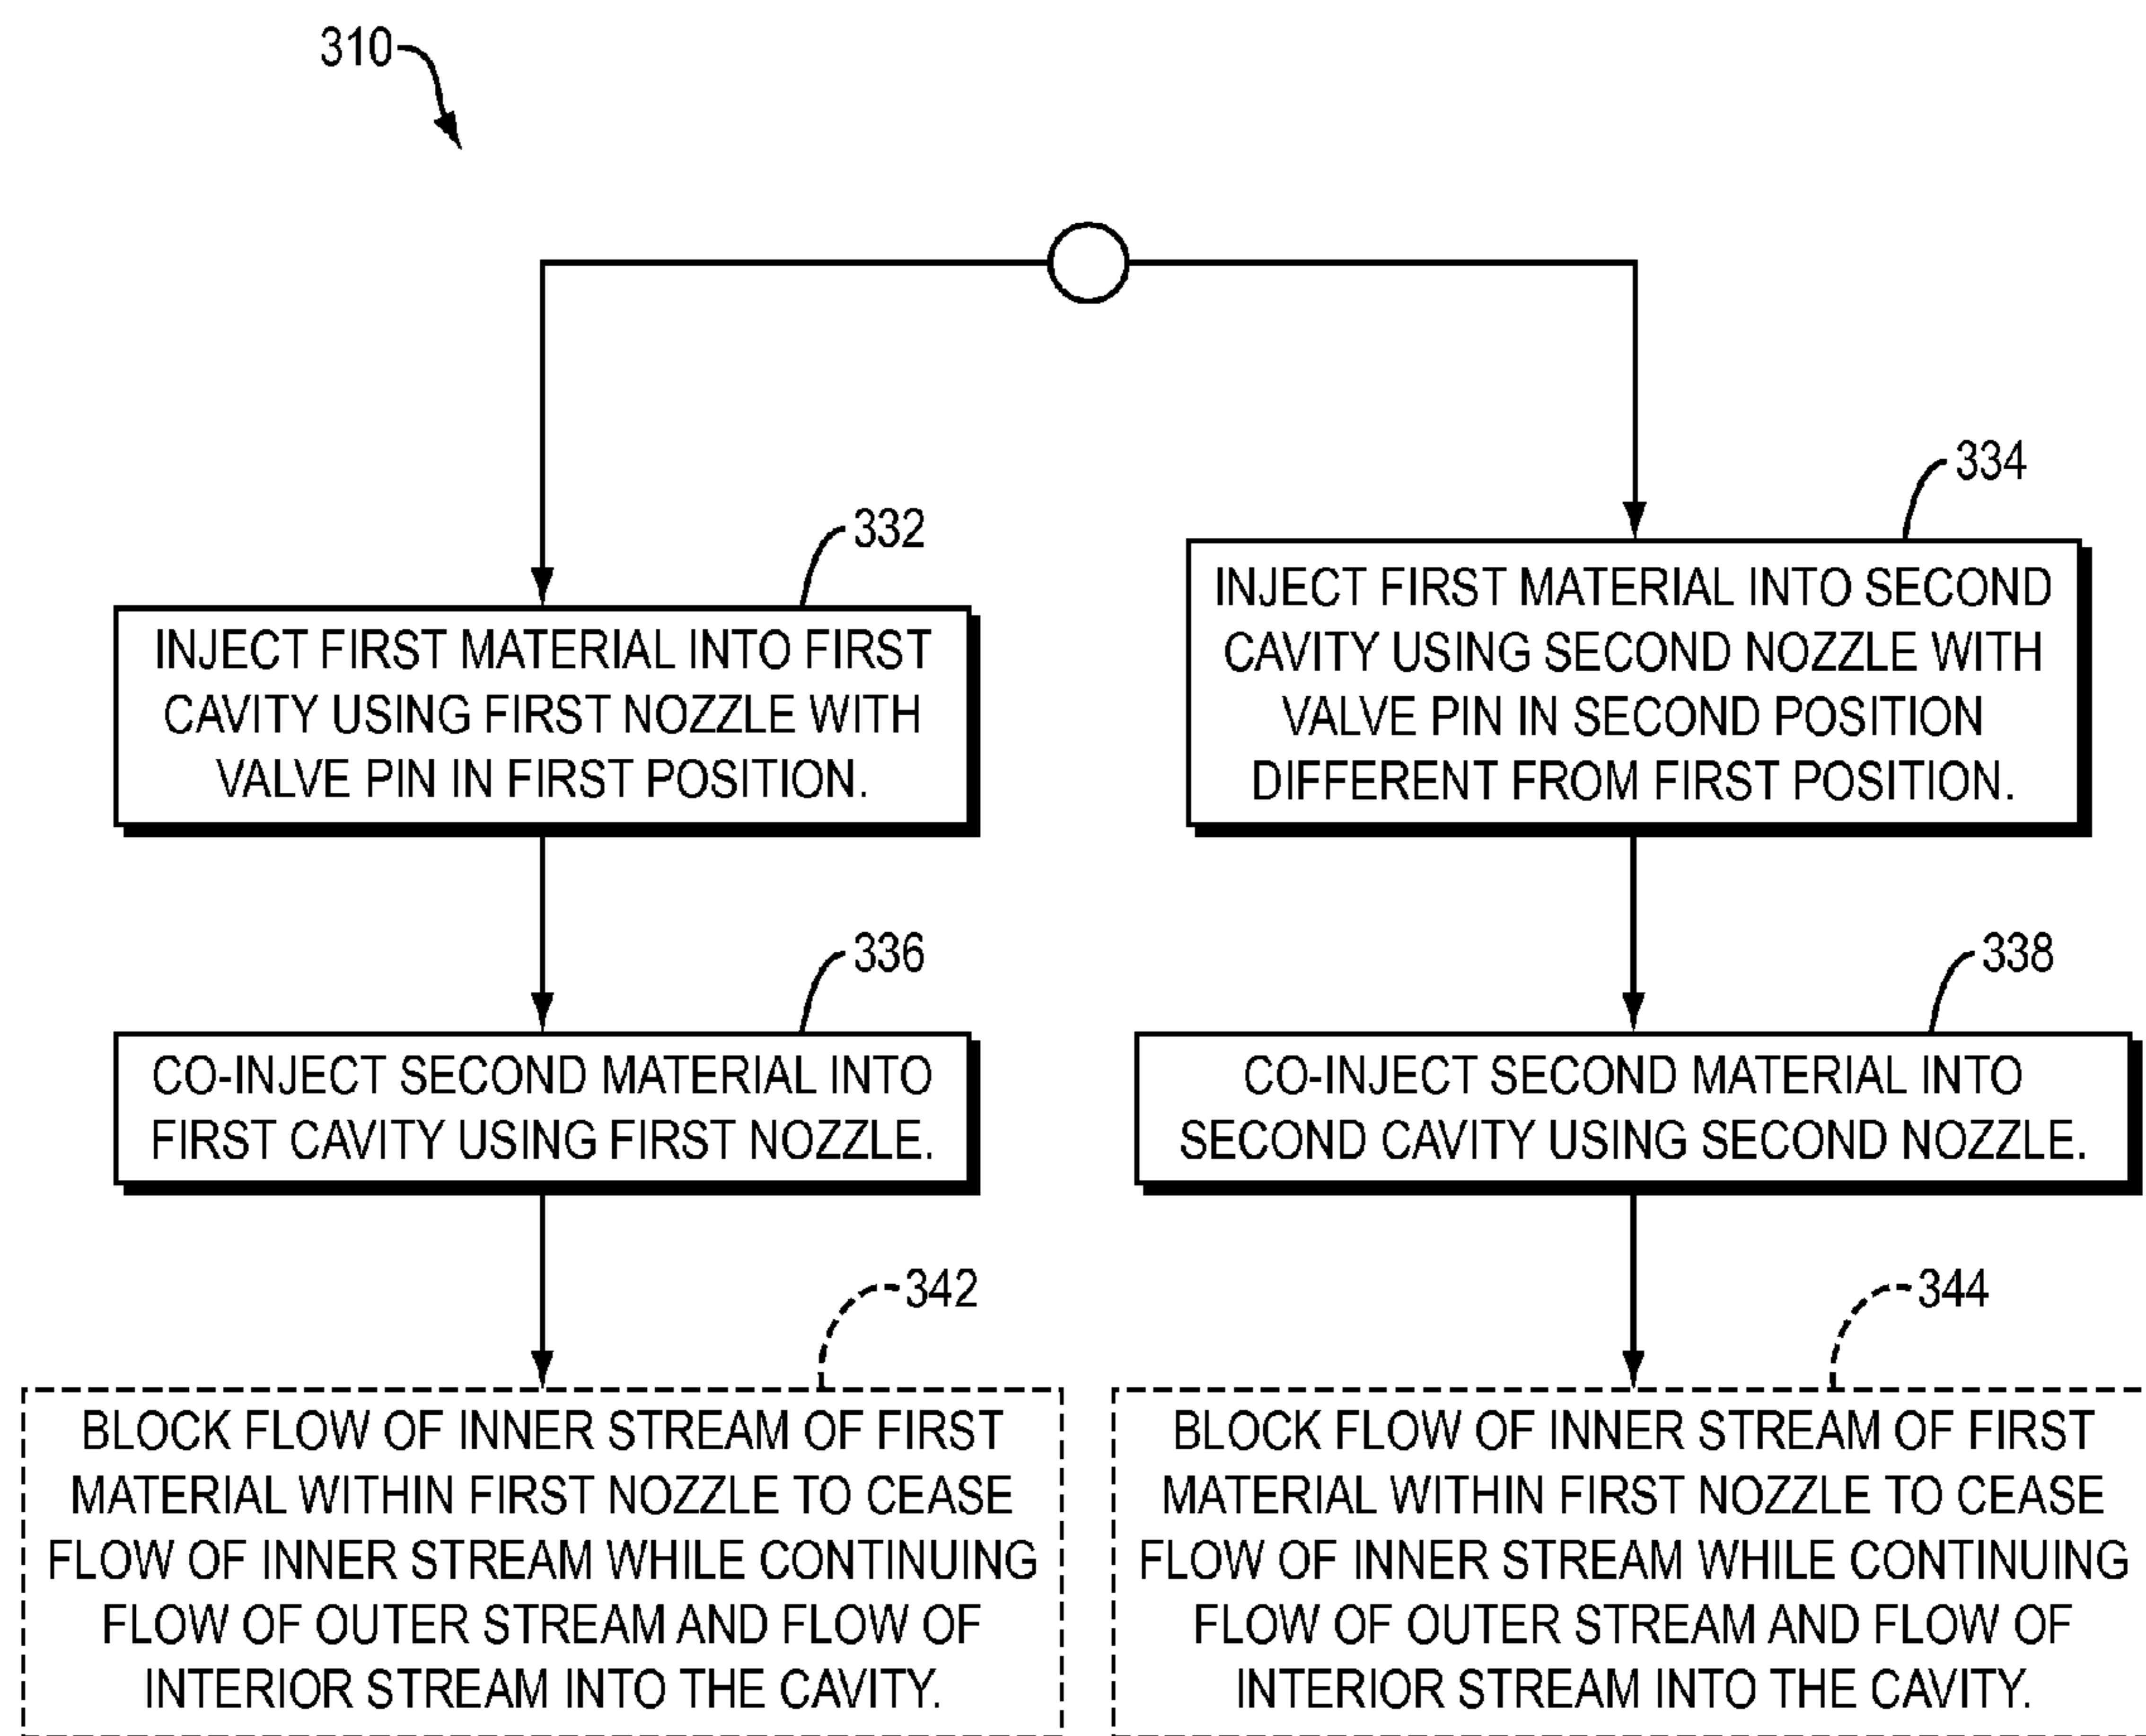 310
332
INJECT FIRST MATERIAL INTO FIRST
CAVITY USING FIRST NOZZLE WITH
VALVE PIN IN FIRST POSITION.
334
INJECT FIRST MATERIAL INTO SECOND
CAVITY USING SECOND NOZZLE WITH
VALVE PIN IN SECOND POSITION
DIFFERENT FROM FIRST POSITION.
336
CO-INJECT SECOND MATERIAL INTO
FIRST CAVITY USING FIRST NOZZLE.
338
CO-INJECT SECOND MATERIAL INTO
SECOND CAVITY USING SECOND NOZZLE.
342
BLOCK FLOW OF INNER STREAM OF FIRST
MATERIAL WITHIN FIRST NOZZLE TO CEASE
FLOW OF INNER STREAM WHILE CONTINUING
FLOW OF OUTER STREAM AND FLOW OF
INTERIOR STREAM INTO THE CAVITY.
344
BLOCK FLOW OF INNER STREAM OF FIRST
MATERIAL WITHIN FIRST NOZZLE TO CEASE
FLOW OF INNER STREAM WHILE CONTINUING
FLOW OF OUTER STREAM AND FLOW OF
INTERIOR STREAM INTO THE CAVITY.